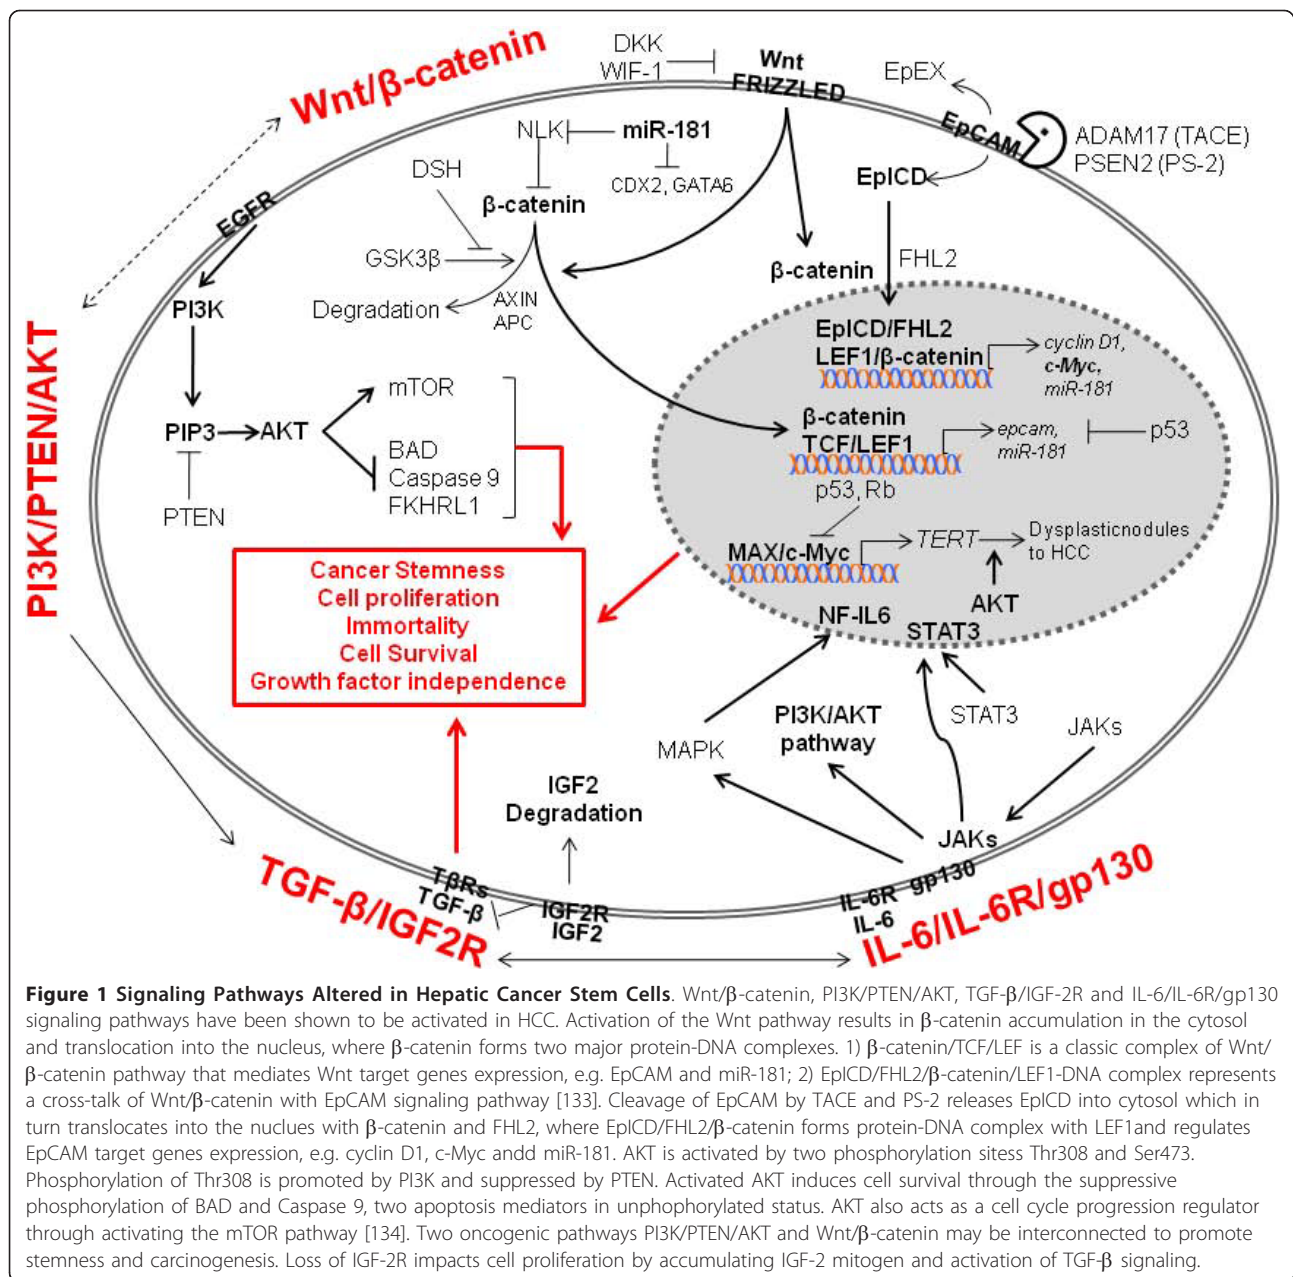 Wnt/β-catenin
DKK
WIF-1
Wnt
FRIZZLED
EpEX
EpCAM
ADAM17 (TACE)
PSEN2 (PS-2)
NLK
miR-181
CDX2, GATA6
EpICD
DSH
β-catenin
EGFR
GSK3β
β-catenin
FHL2
Degradation
AXIN
APC
PI3K
PI3K/PTEN/AKT
EpICD/FHL2
LEF1/β-catenin
cyclin D1,
c-Myc,
miR-181
mTOR
PIP3
AKT
BAD
Caspase 9
FKHRL1
PTEN
β-catenin
TCF/LEF1
epcam,
miR-181
p53
p53, Rb
MAX/c-Myc
TERT
Dysplasticnodules
to HCC
AKT
NF-IL6
STAT3
Cancer Stemness
Cell proliferation
Immortality
Cell Survival
Growth factor independence
MAPK
PI3K/AKT
pathway
STAT3
JAKs
IGF2
Degradation
JAKs
TβRs
TGF-β
IGF2R
IGF2
IL-6R
gp130
IL-6
TGF-β/IGF2R
IL-6/IL-6R/gp130
Figure 1 Signaling Pathways Altered in Hepatic Cancer Stem Cells. Wnt/β-catenin, PI3K/PTEN/AKT, TGF-β/IGF-2R and IL-6/IL-6R/gp130
signaling pathways have been shown to be activated in HCC. Activation of the Wnt pathway results in β-catenin accumulation in the cytosol
and translocation into the nucleus, where β-catenin forms two major protein-DNA complexes. 1) β-catenin/TCF/LEF is a classic complex of Wnt/
β-catenin pathway that mediates Wnt target genes expression, e.g. EpCAM and miR-181; 2) EpICD/FHL2/β-catenin/LEF1-DNA complex represents
a cross-talk of Wnt/β-catenin with EpCAM signaling pathway [133]. Cleavage of EpCAM by TACE and PS-2 releases EpICD into cytosol which in
turn translocates into the nuclues with β-catenin and FHL2, where EpICD/FHL2/β-catenin forms protein-DNA complex with LEF1and regulates
EpCAM target genes expression, e.g. cyclin D1, c-Myc andd miR-181. AKT is activated by two phosphorylation sitess Thr308 and Ser473.
Phosphorylation of Thr308 is promoted by PI3K and suppressed by PTEN. Activated AKT induces cell survival through the suppressive
phosphorylation of BAD and Caspase 9, two apoptosis mediators in unphophorylated status. AKT also acts as a cell cycle progression regulator
through activating the mTOR pathway [134]. Two oncogenic pathways PI3K/PTEN/AKT and Wnt/β-catenin may be interconnected to promote
stemness and carcinogenesis. Loss of IGF-2R impacts cell proliferation by accumulating IGF-2 mitogen and activation of TGF-β signaling.